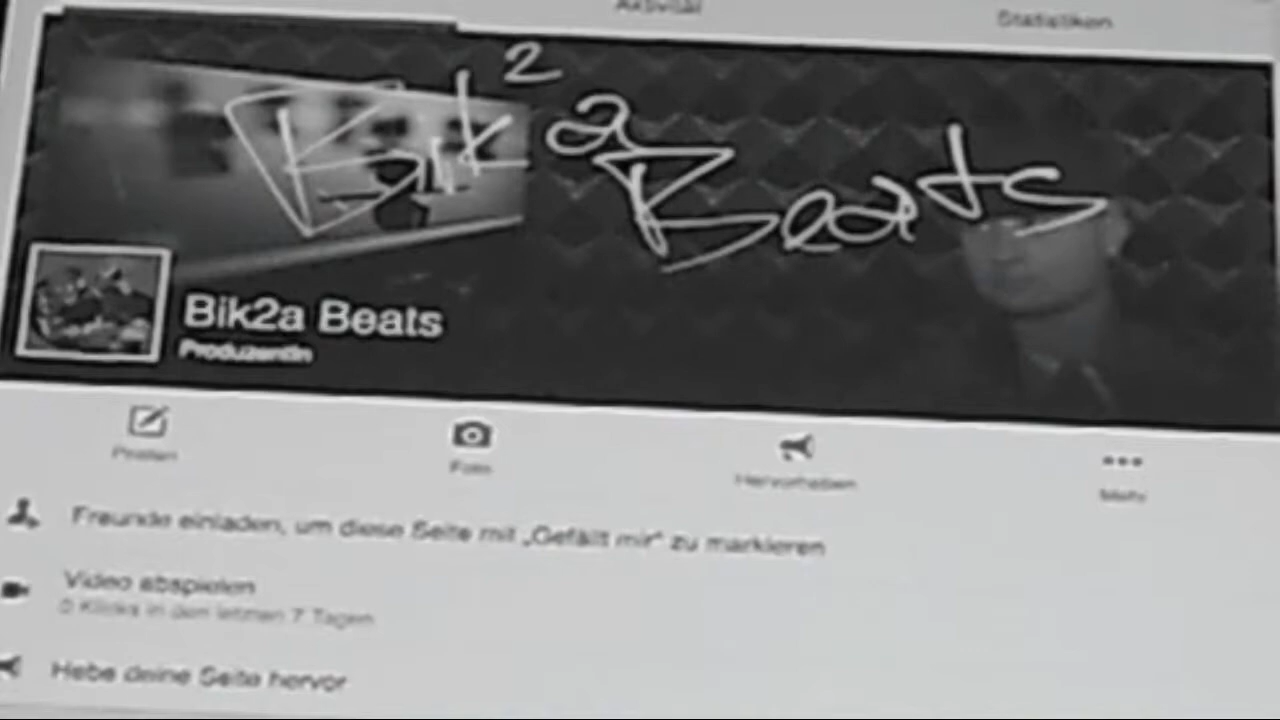 Aktivität
Statistiken
Bik2a Beats
Bik2a Beats
ProduzentIn
Posten
Foto
Hervorheben
Mehr
Freunde einladen, um diese Seite mit „Gefällt mir“ zu markieren
Video abspielen
0 Klicks in den letzten 7 Tagen
Hebe deine Seite hervor